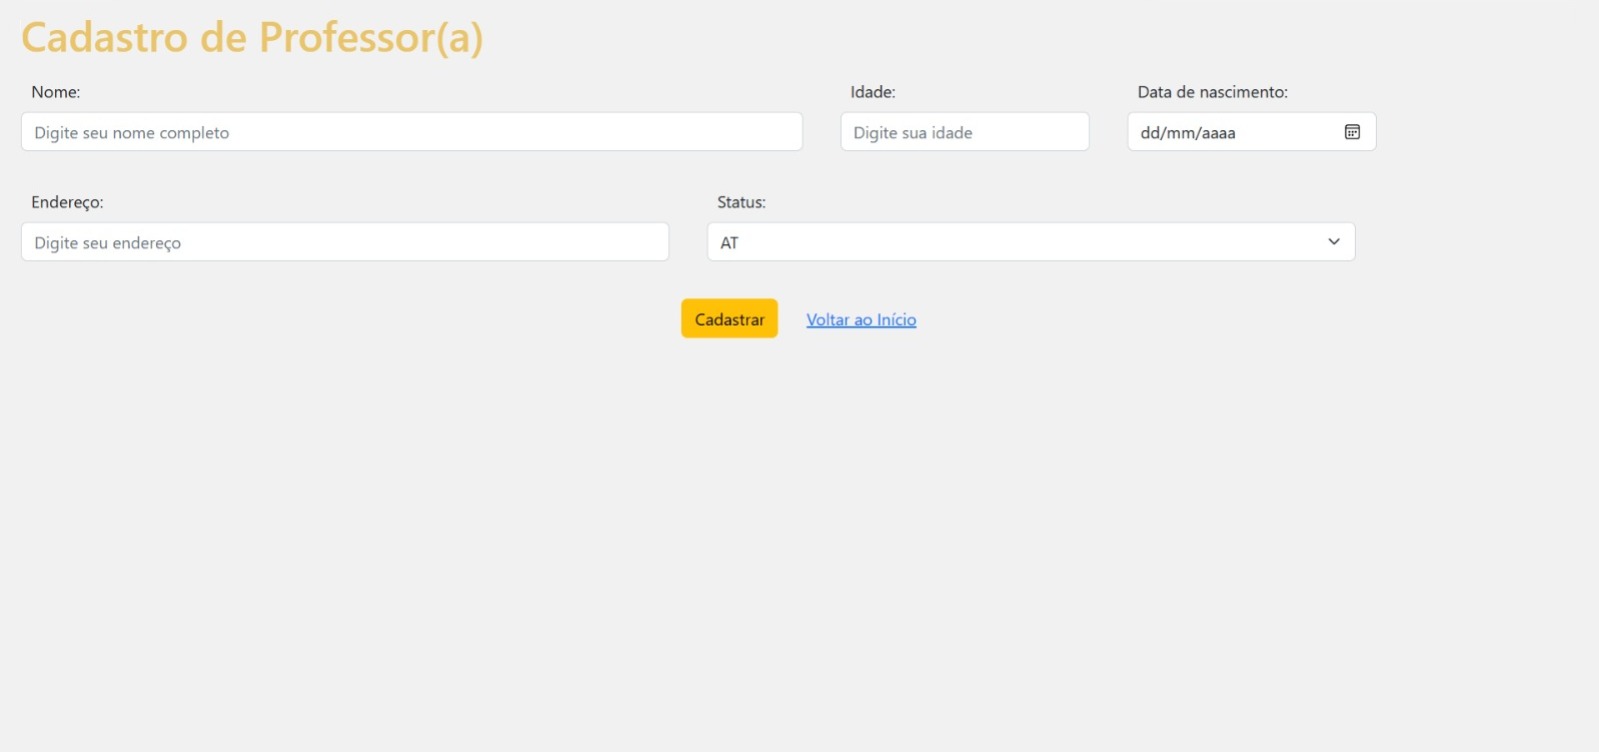 Cadastro de Professor(a)
Nome: Idade: Data de nascimento:
Digite seu nome completo Digite sua idade dd/mm/aaaa
Endereço: Status:
Digite seu endereço AT
Cadastrar Voltar ao Início